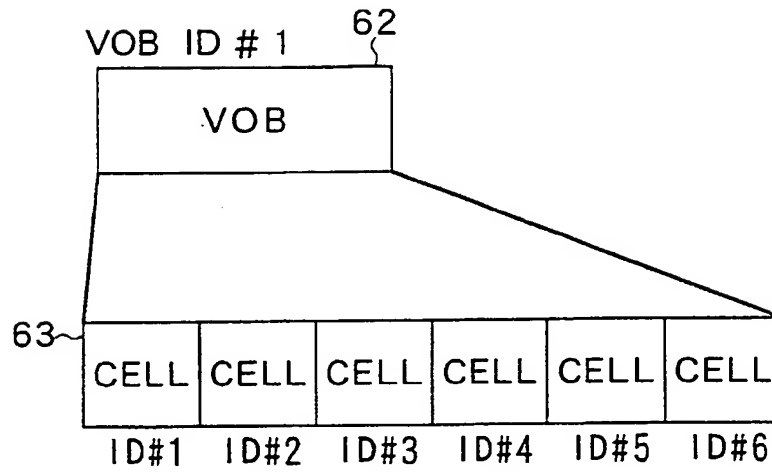 VOB ID # 1 62
VOB
63
CELL CELL CELL CELL CELL CELL
ID#1 ID#2 ID#3 ID#4 ID#5 ID#6